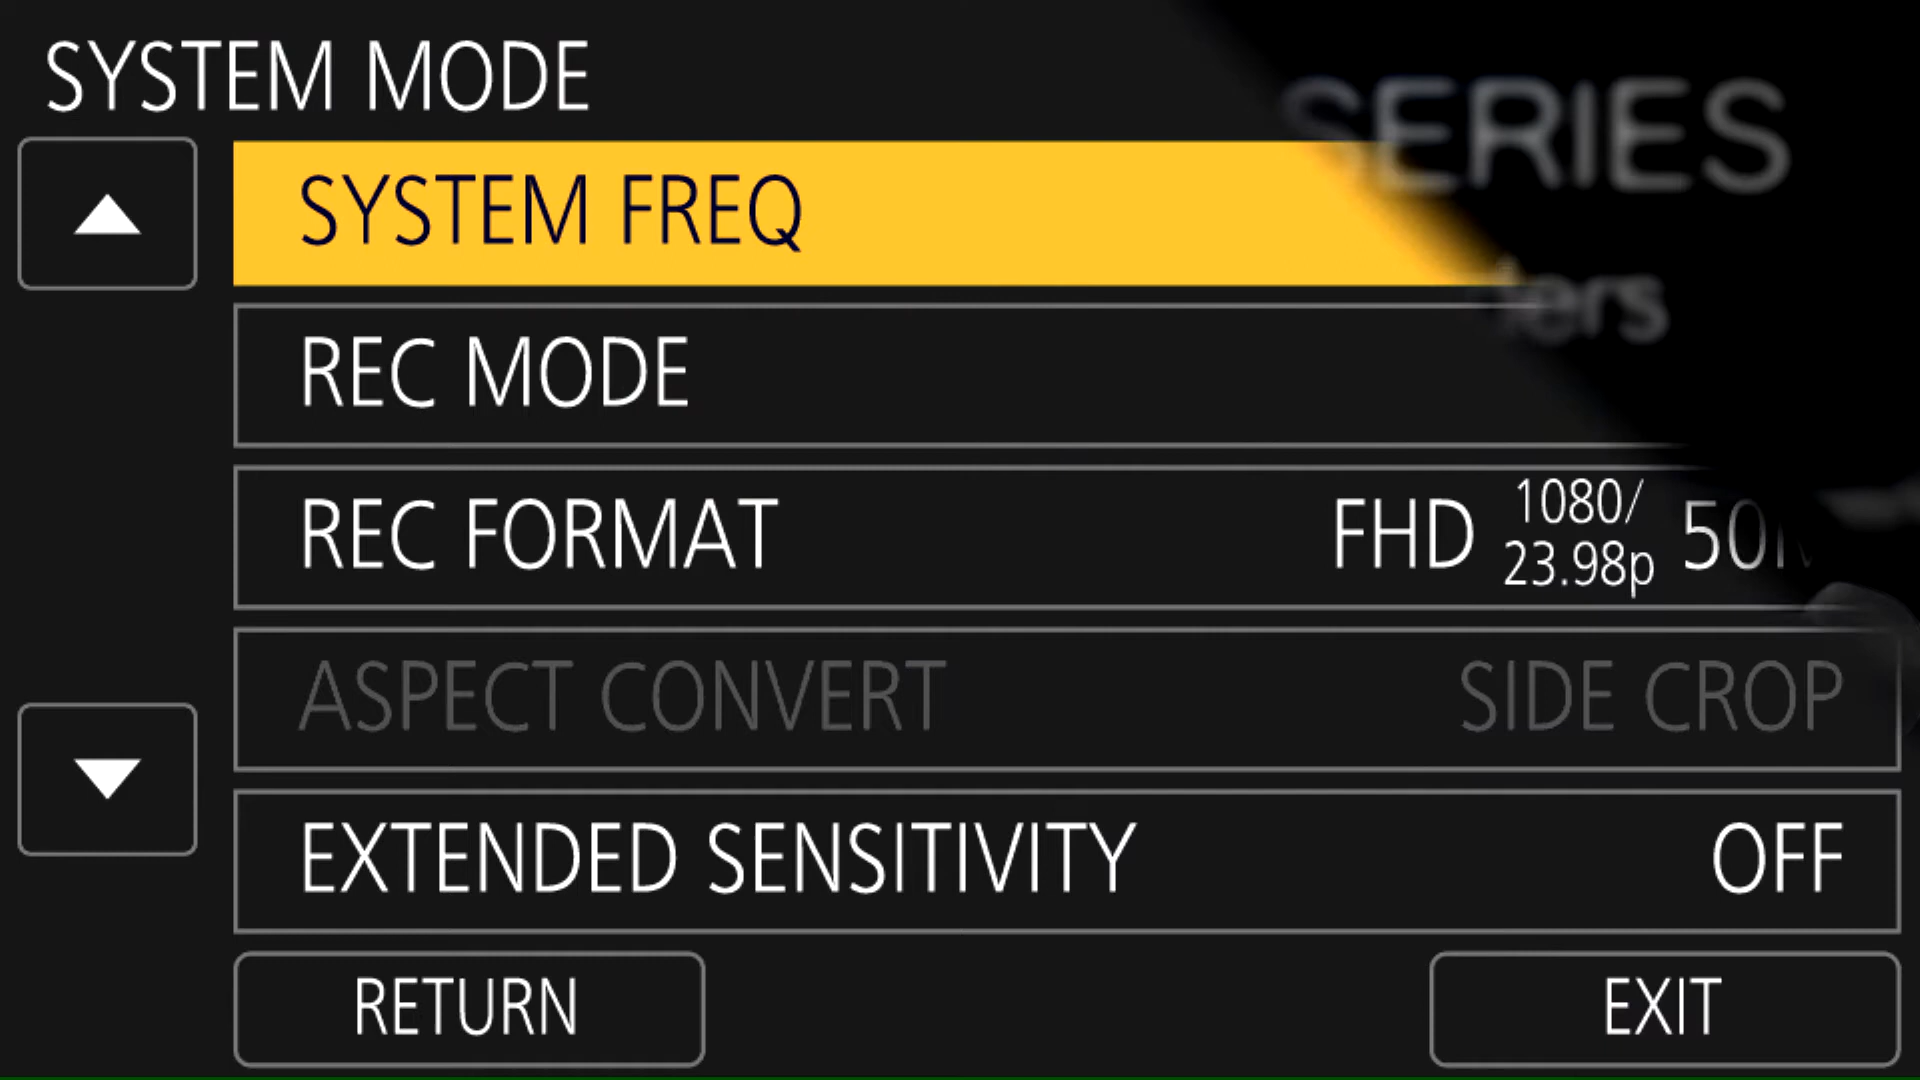 SYSTEM MODE
SERIES
SYSTEM FREQ
REC MODE
REC FORMAT FHD 1080/
23.98p
ASPECT CONVERT SIDE CROP
EXTENDED SENSITIVITY OFF
RETURN EXIT